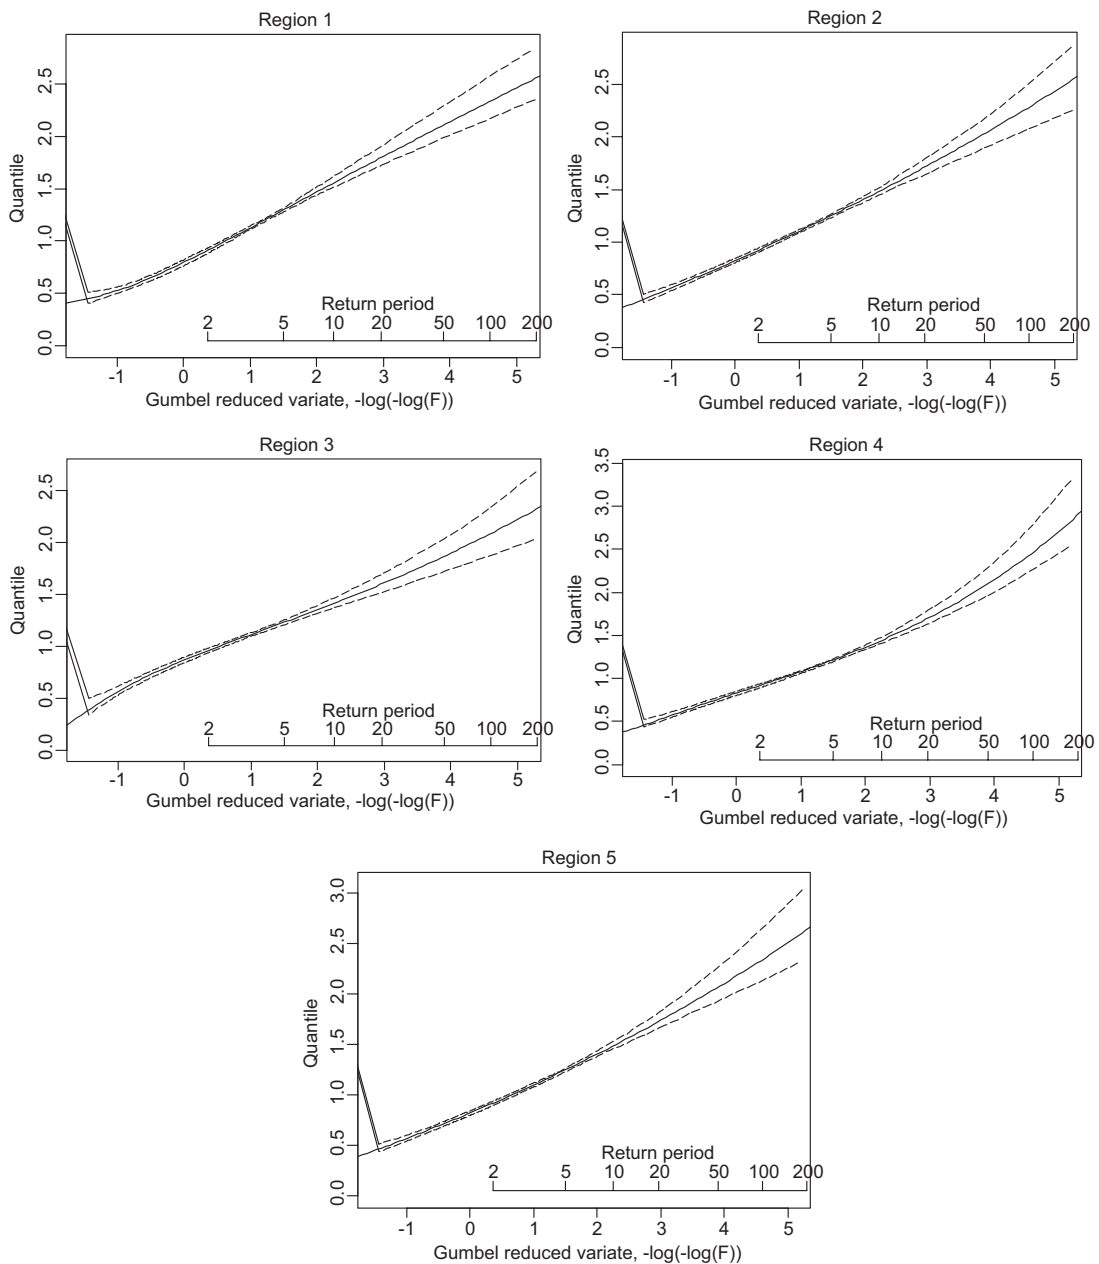 Region 1
Quantile
0.0 0.5 1.0 1.5 2.0 2.5
Return period
2 5 10 20 50 100 200
-1 0 1 2 3 4 5
Gumbel reduced variate, -log(-log(F))
Region 2
Quantile
0.0 0.5 1.0 1.5 2.0 2.5
Return period
2 5 10 20 50 100 200
-1 0 1 2 3 4 5
Gumbel reduced variate, -log(-log(F))
Region 3
Quantile
0.0 0.5 1.0 1.5 2.0 2.5
Return period
2 5 10 20 50 100 200
-1 0 1 2 3 4 5
Gumbel reduced variate, -log(-log(F))
Region 4
Quantile
0.0 0.5 1.0 1.5 2.0 2.5 3.0 3.5
Return period
2 5 10 20 50 100 200
-1 0 1 2 3 4 5
Gumbel reduced variate, -log(-log(F))
Region 5
Quantile
0.0 0.5 1.0 1.5 2.0 2.5 3.0
Return period
2 5 10 20 50 100 200
-1 0 1 2 3 4 5
Gumbel reduced variate, -log(-log(F))